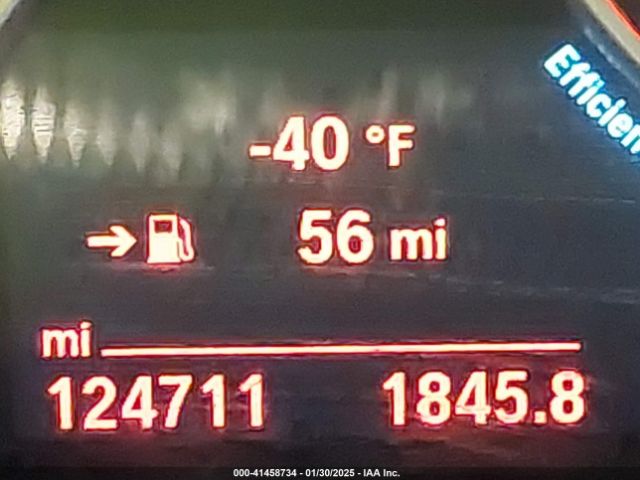 -40 °F
Efficien
56 mi
mi
124711 1845.8
000-41458734 - 01/30/2025 - IAA Inc.